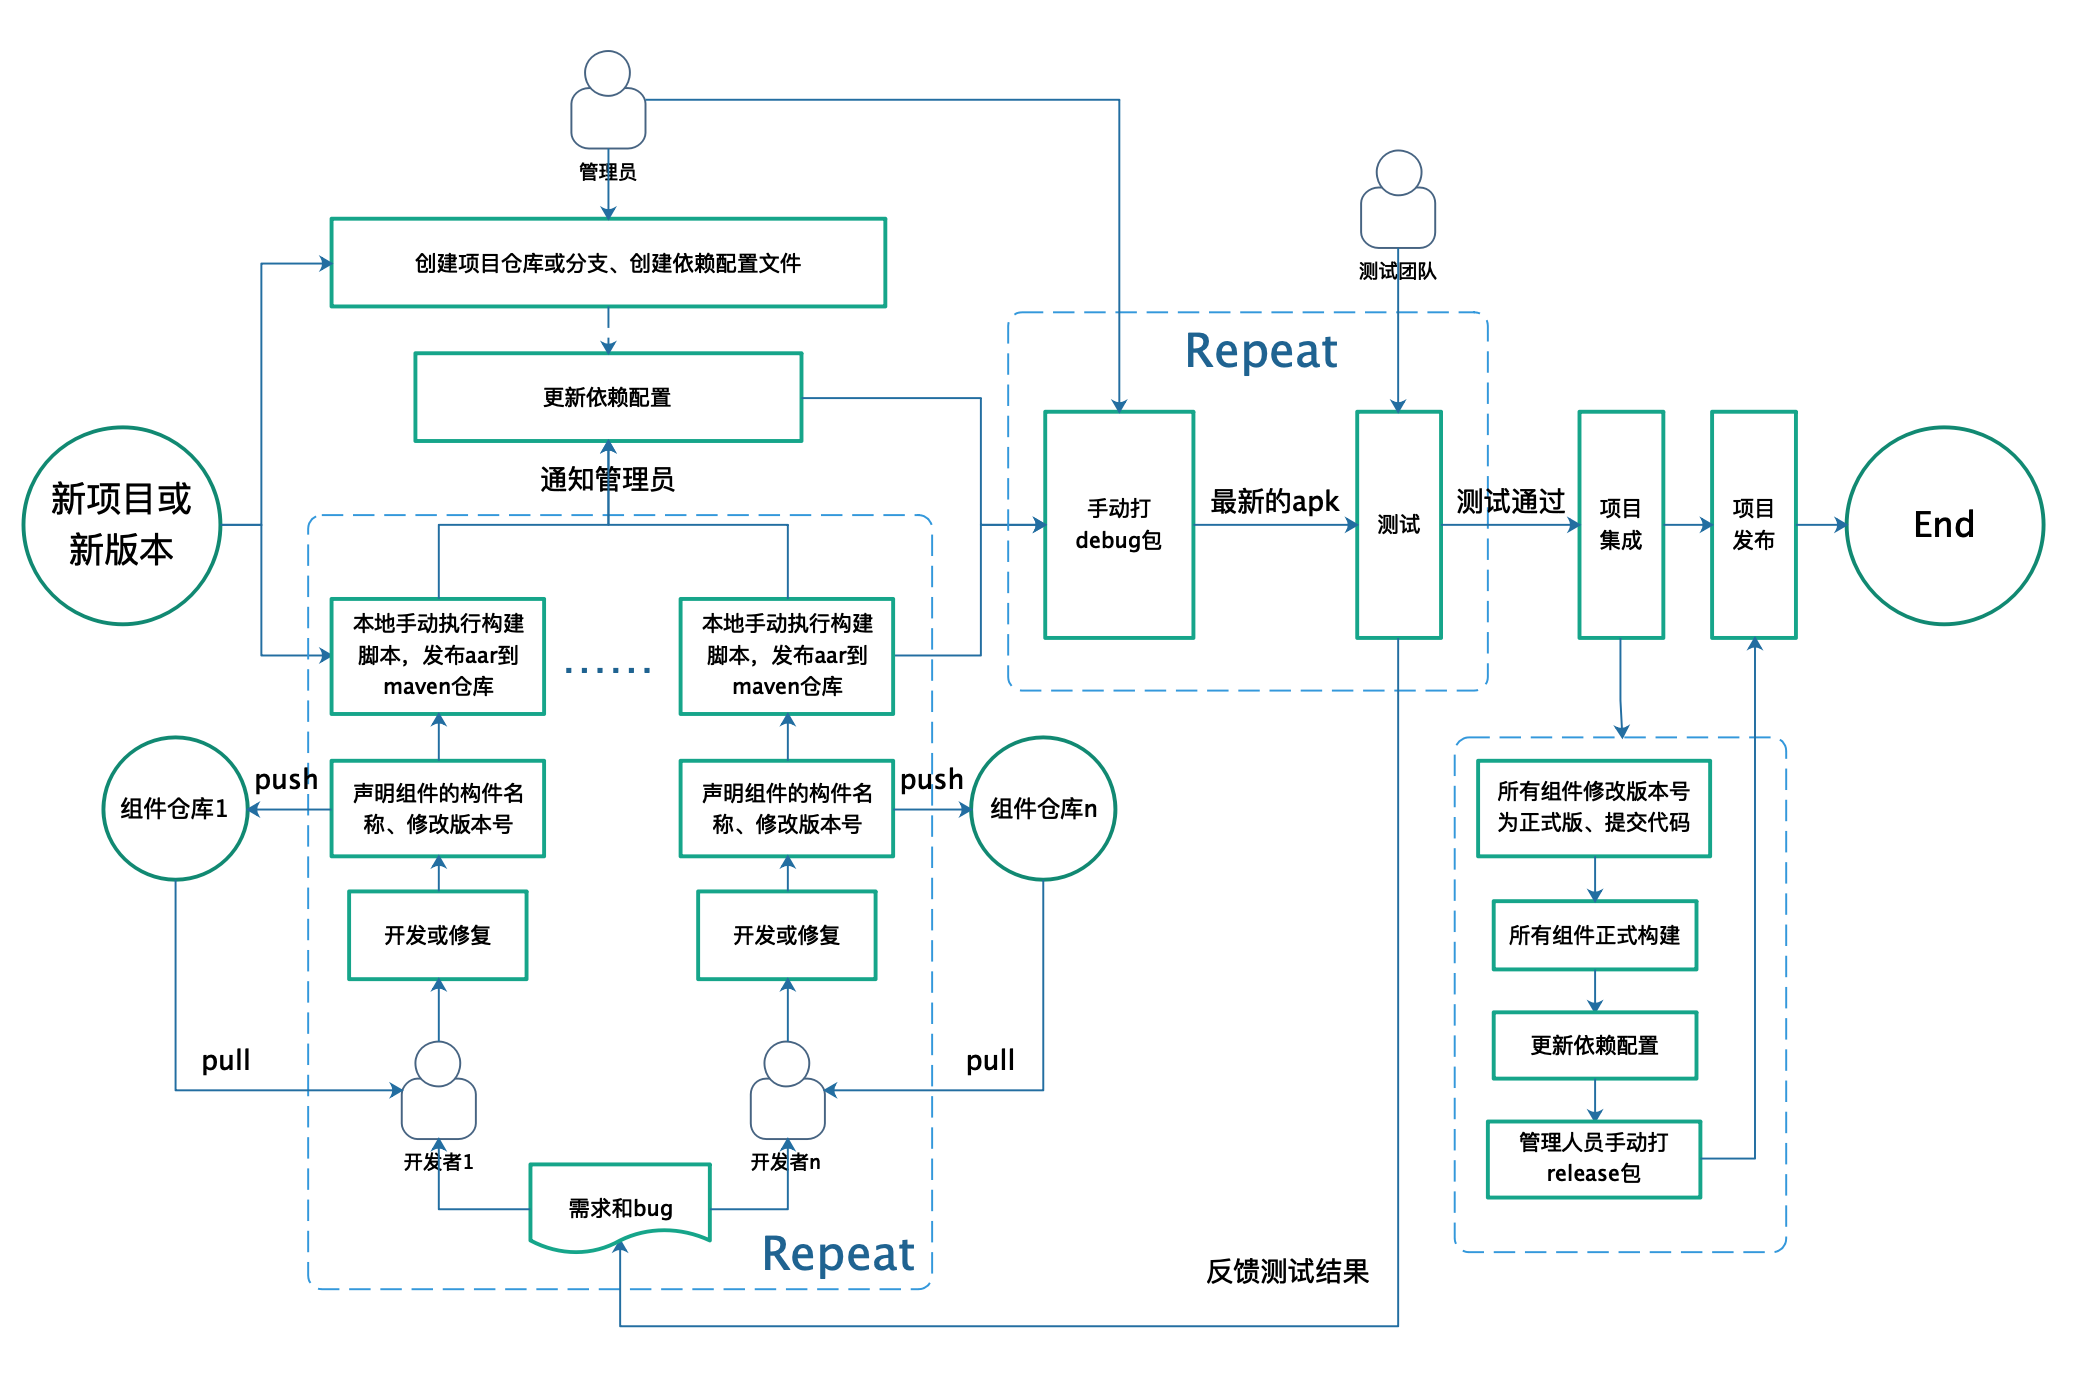 管理员
测试团队
创建项目仓库或分支、创建依赖配置文件
Repeat
更新依赖配置
通知管理员
新项目或
新版本
手动打
debug包
最新的apk
测试
测试通过
项目
集成
项目
发布
End
本地手动执行构建
脚本，发布aar到
maven仓库
......
本地手动执行构建
脚本，发布aar到
maven仓库
组件仓库1
push
声明组件的构件名
称、修改版本号
声明组件的构件名
称、修改版本号
push
组件仓库n
所有组件修改版本号
为正式版、提交代码
开发或修复
开发或修复
所有组件正式构建
pull
pull
更新依赖配置
开发者1
开发者n
管理人员手动打
release包
需求和bug
Repeat
反馈测试结果